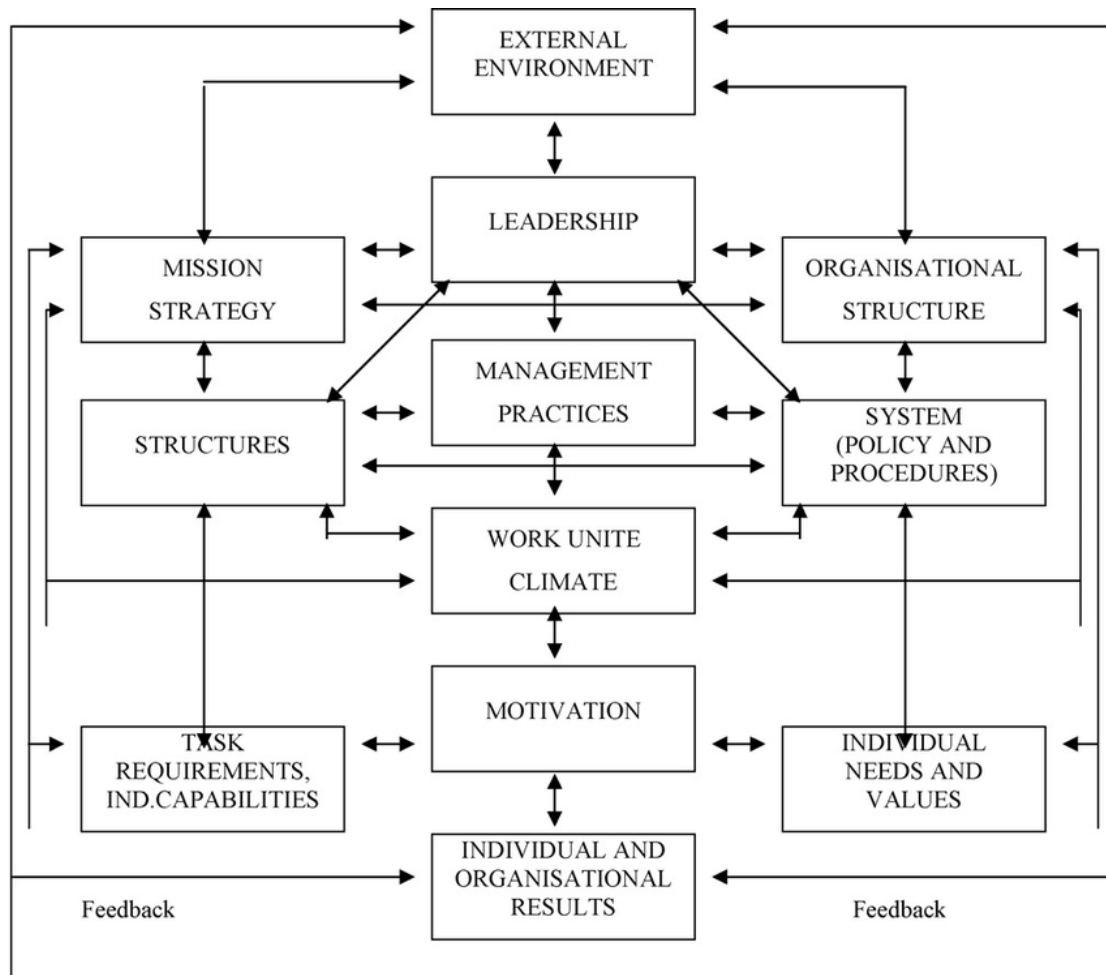 EXTERNAL
ENVIRONMENT
LEADERSHIP
MISSION
STRATEGY
ORGANISATIONAL
STRUCTURE
MANAGEMENT
PRACTICES
STRUCTURES
SYSTEM
(POLICY AND
PROCEDURES)
WORK UNITE
CLIMATE
MOTIVATION
TASK
REQUIREMENTS,
IND.CAPABILITIES
INDIVIDUAL
NEEDS AND
VALUES
INDIVIDUAL AND
ORGANISATIONAL
RESULTS
Feedback
Feedback